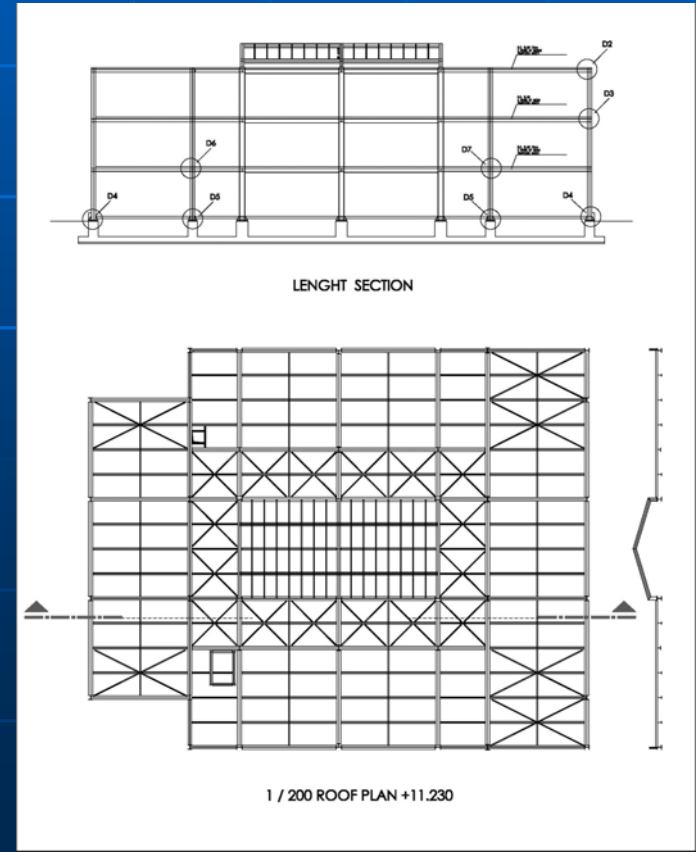 D2
D3
D6
D7
D4
D5
D5
D4
LENGHT SECTION
1 / 200 ROOF PLAN +11.230